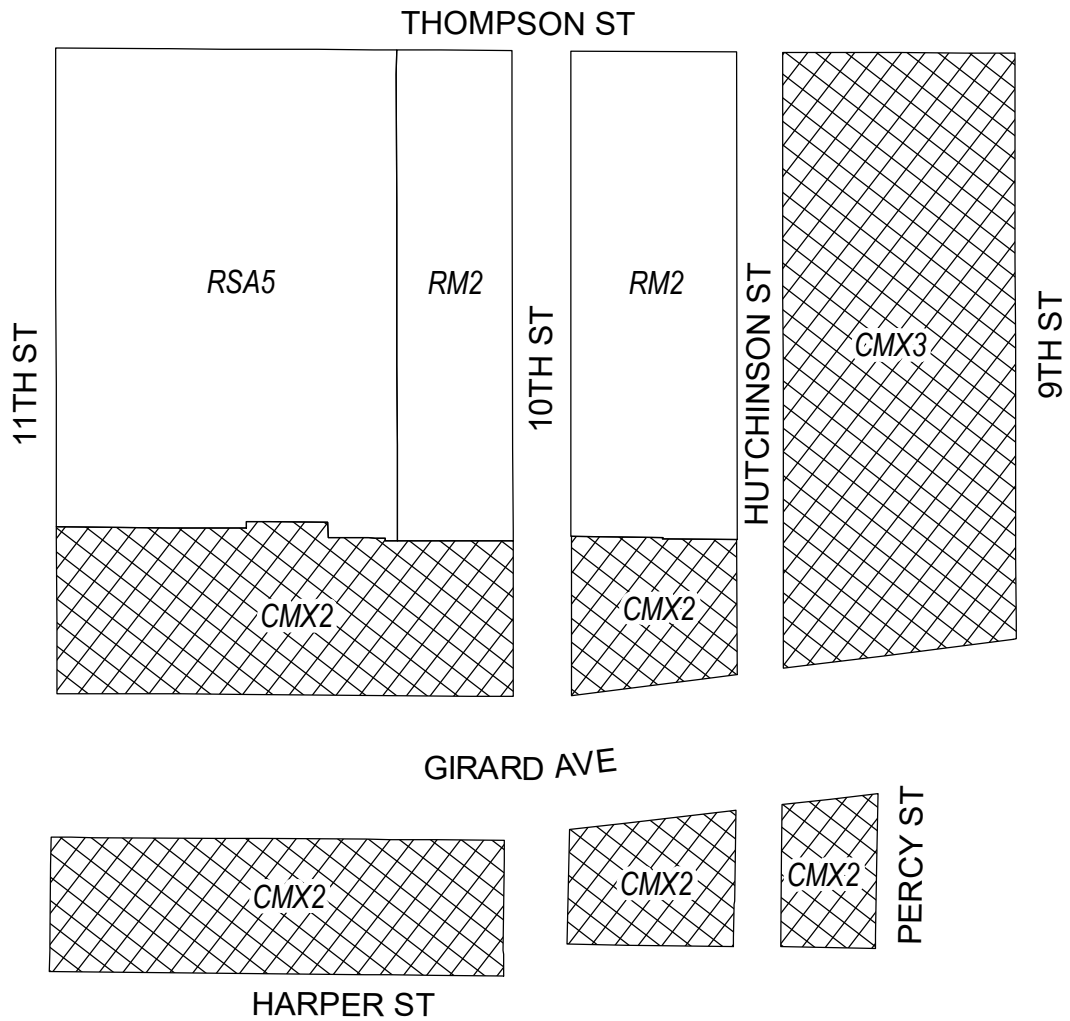 THOMPSON ST
RSA5
RM2
RM2
CMX3
11TH ST
10TH ST
HUTCHINSON ST
9TH ST
CMX2
CMX2
GIRARD AVE
CMX2
CMX2
CMX2
PERCY ST
HARPER ST